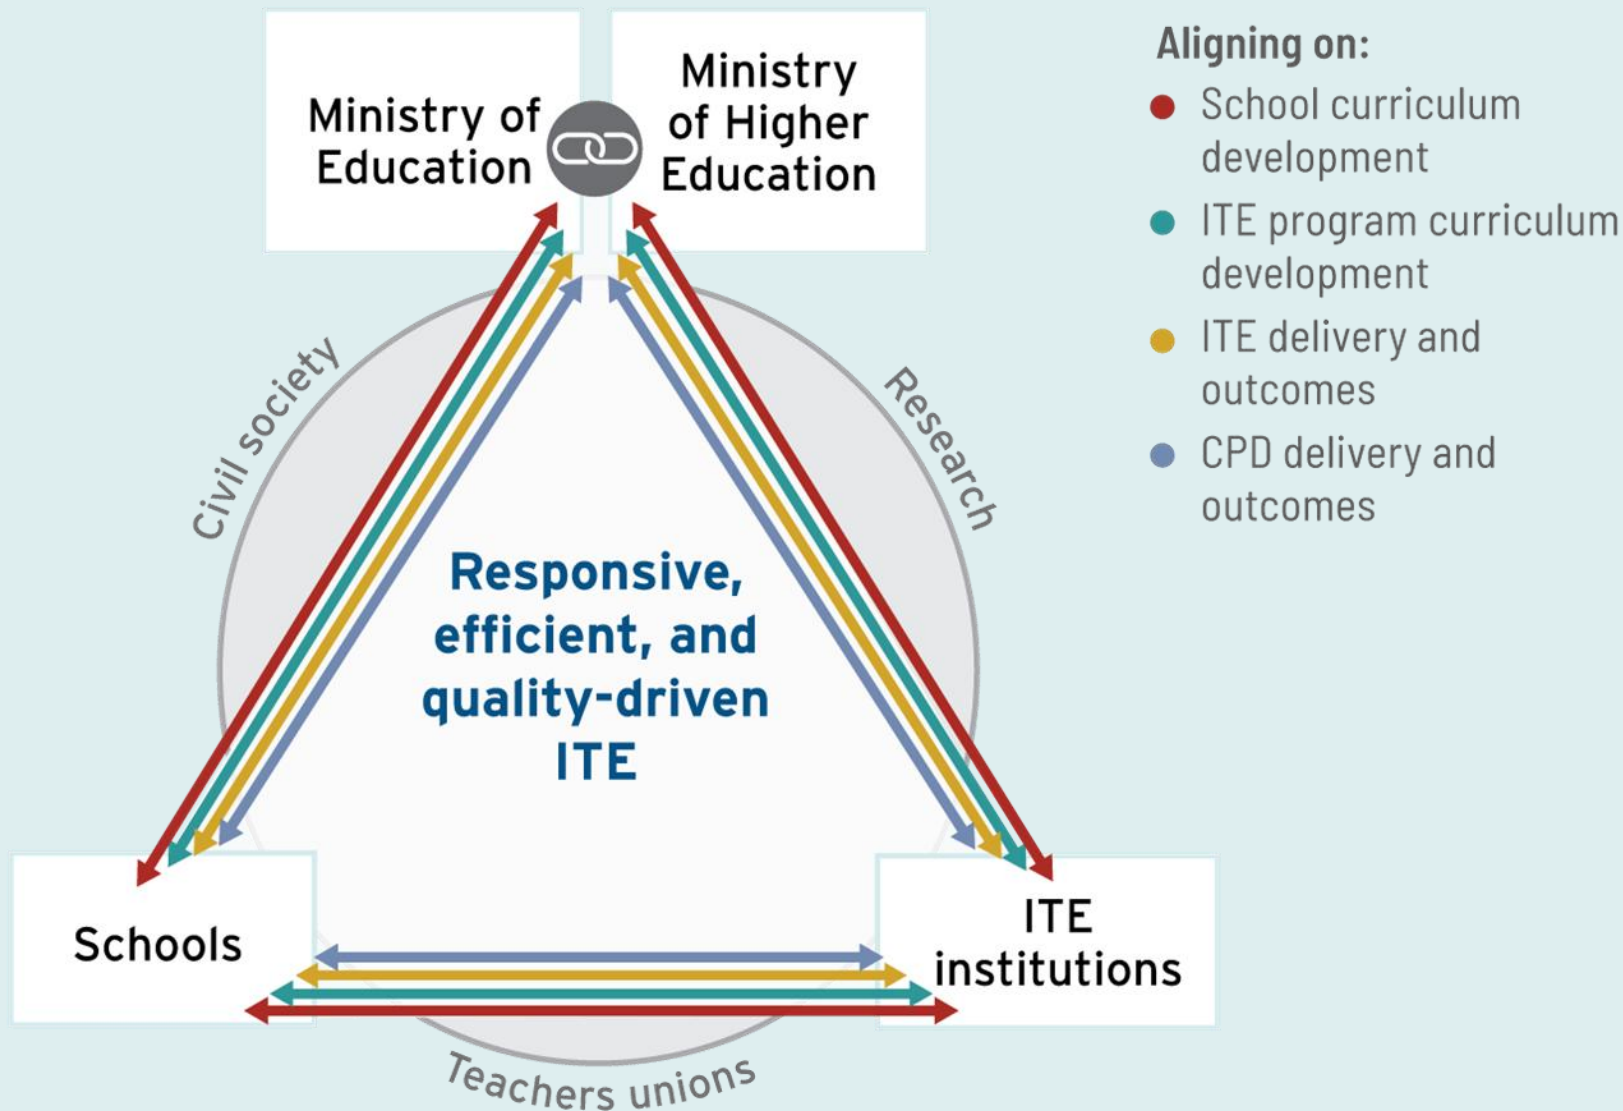 Ministry of
Education
Ministry
of Higher
Education
Aligning on:
School curriculum
development
ITE program curriculum
development
ITE delivery and
outcomes
CPD delivery and
outcomes
Civil society
Research
Responsive,
efficient, and
quality-driven
ITE
Schools
ITE
institutions
Teachers unions